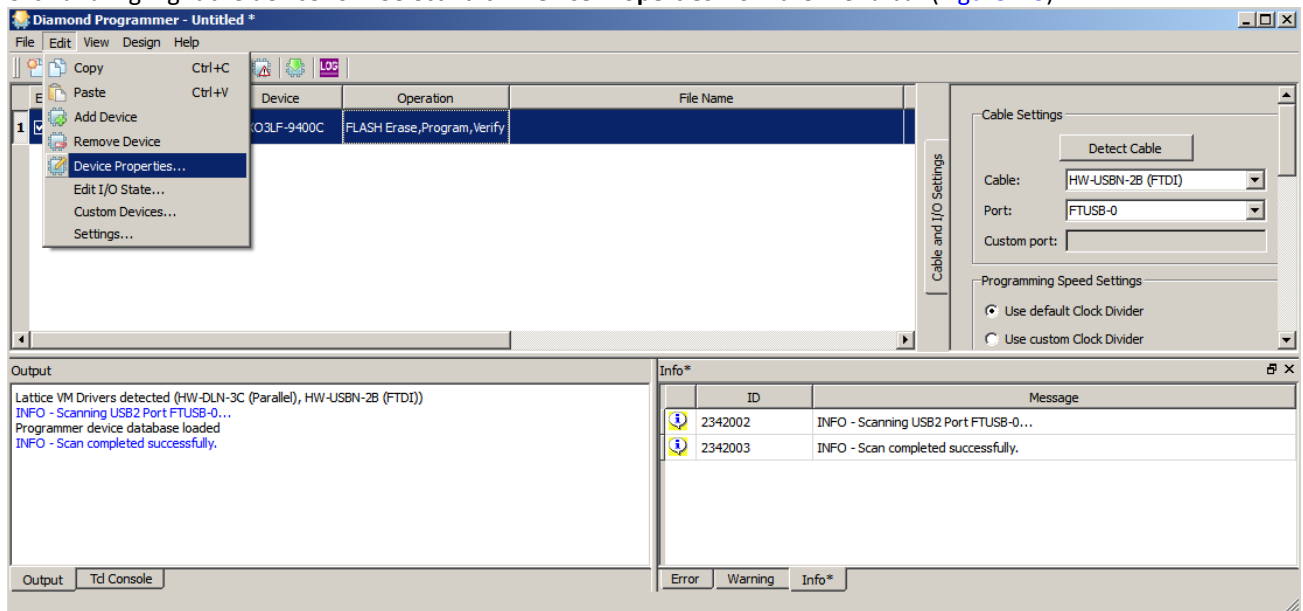 Diamond Programmer - Untitled *
File Edit View Design Help
Copy Ctrl+C
Paste Ctrl+V
Add Device
Remove Device
Device Properties...
Edit I/O State...
Custom Devices...
Settings...
LOG
E Device Operation File Name
1 O3LF-9400C FLASH Erase,Program,Verify
Cable and I/O Settings
Cable Settings
Detect Cable
Cable: HW-USBN-2B (FTDI)
Port: FTUSB-0
Custom port:
Programming Speed Settings
Use default Clock Divider
Use custom Clock Divider
Output
Lattice VM Drivers detected (HW-DLN-3C (Parallel), HW-USBN-2B (FTDI))
INFO - Scanning USB2 Port FTUSB-0...
Programmer device database loaded
INFO - Scan completed successfully.
Output Tcl Console
Info*
ID Message
2342002 INFO - Scanning USB2 Port FTUSB-0...
2342003 INFO - Scan completed successfully.
Error Warning Info*